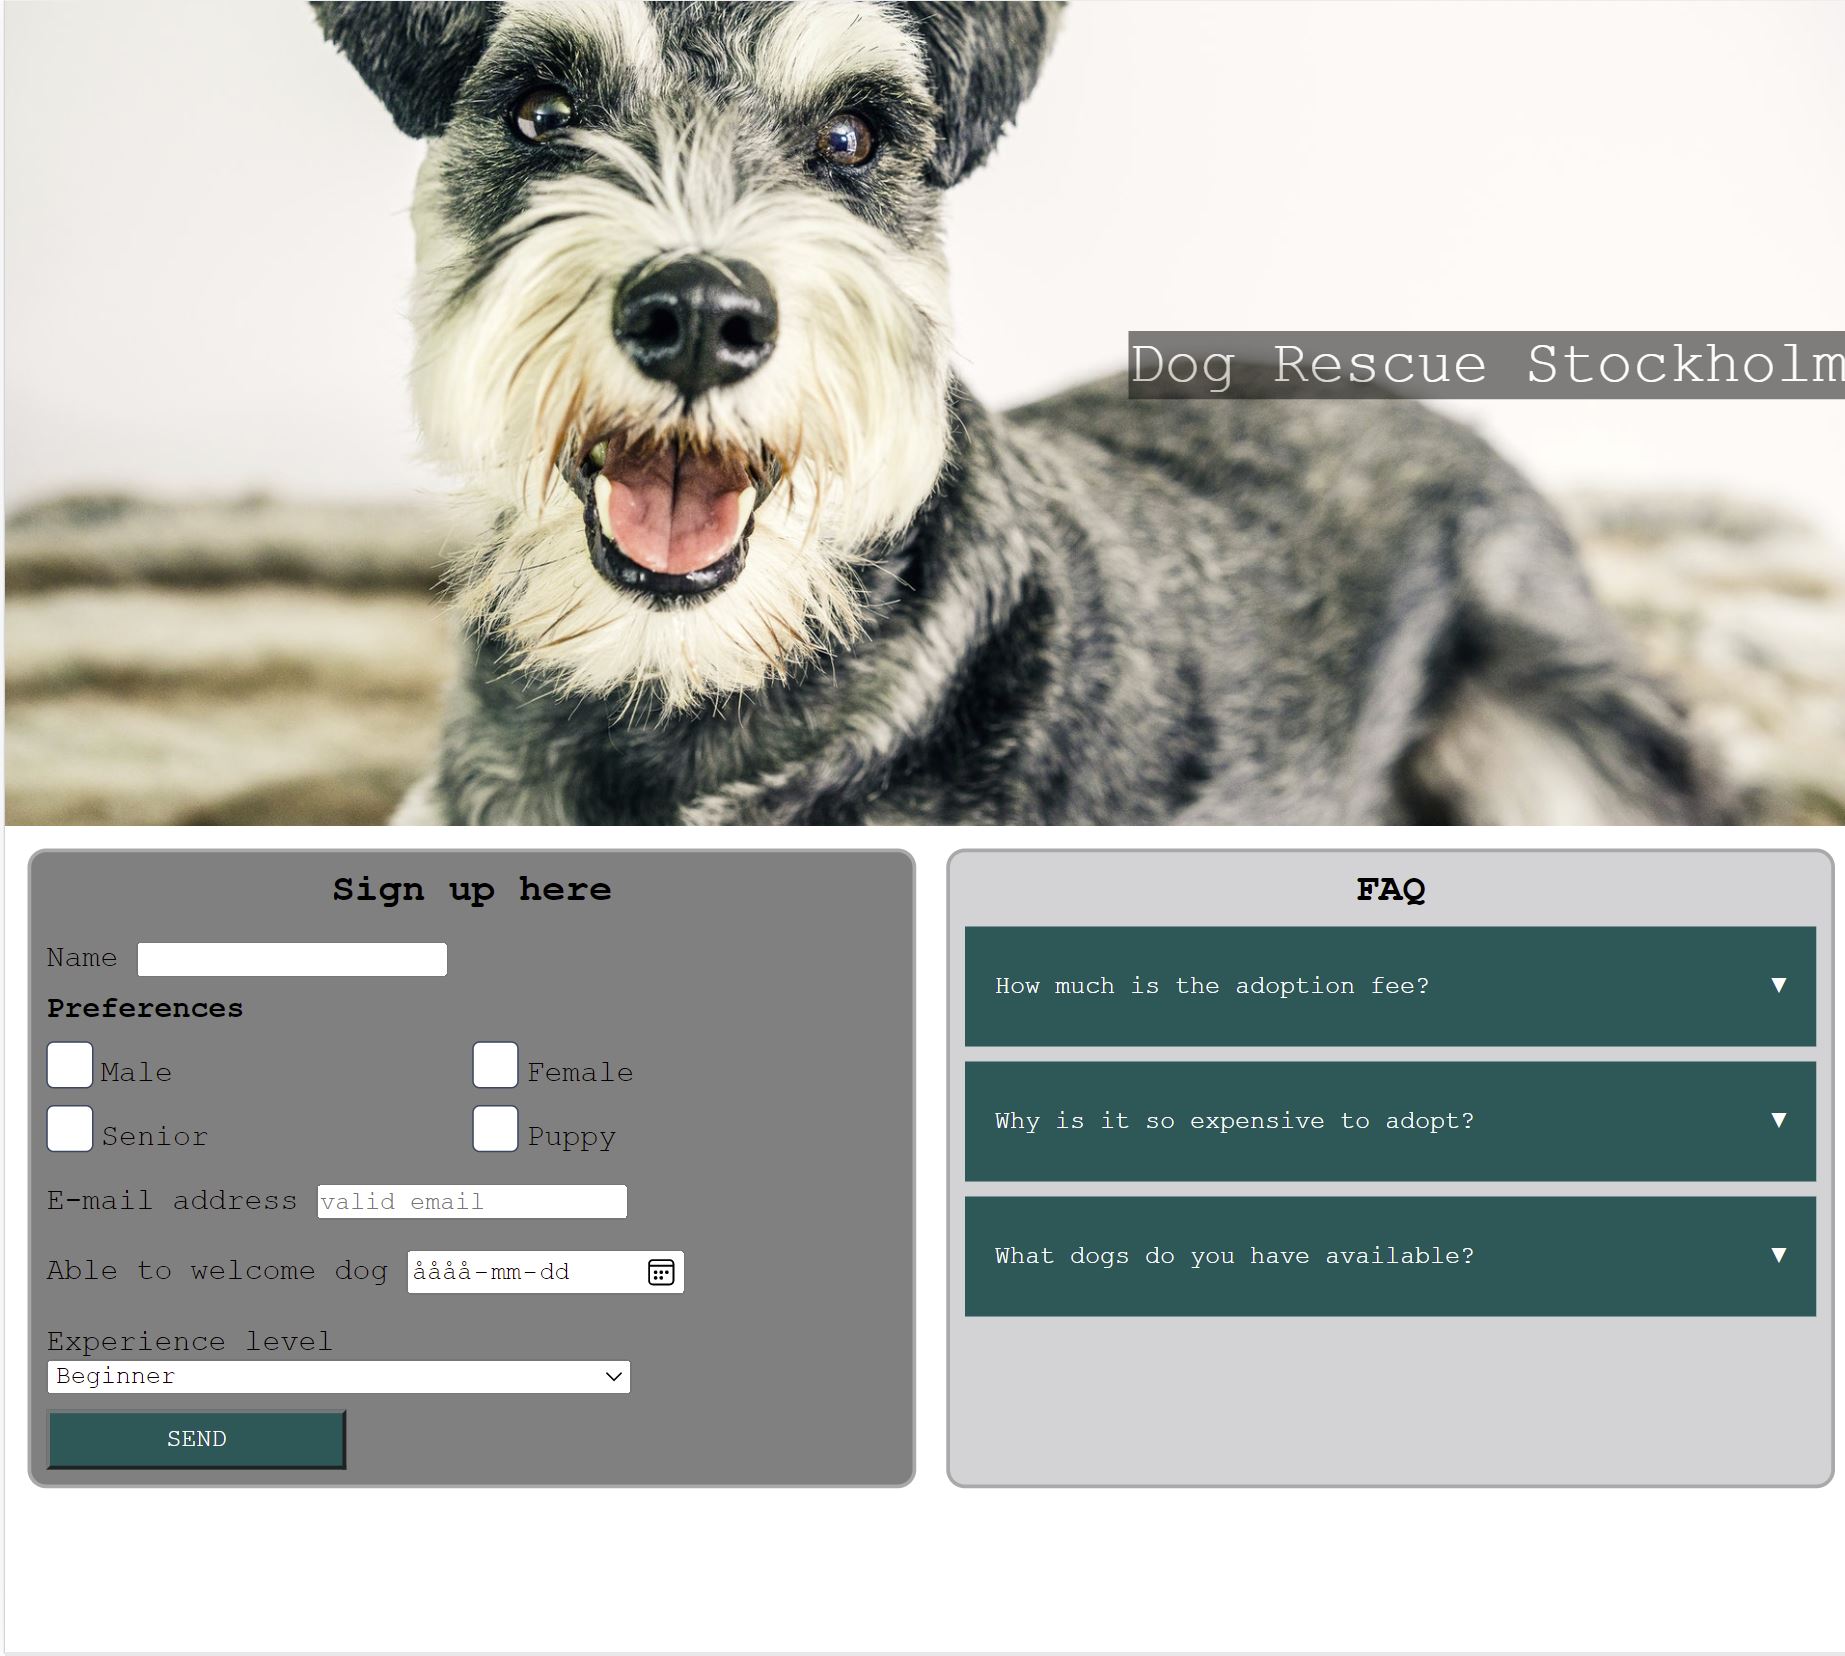 Dog Rescue Stockholm
Sign up here
Name
Preferences
Male
Female
Senior
Puppy
E-mail address valid email
Able to welcome dog åååå-mm-dd
Experience level
Beginner
SEND
FAQ
How much is the adoption fee? ▼
Why is it so expensive to adopt? ▼
What dogs do you have available? ▼